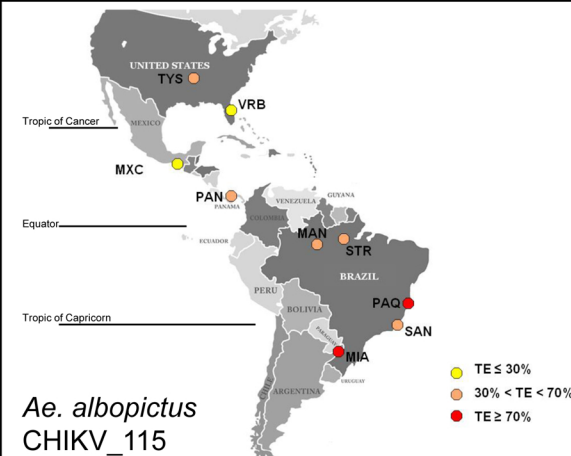 UNITED STATES
TYS
VRB
Tropic of Cancer
MEXICO
MXC
PAN
PANAMA
VENEZUELA
GUYANA
COLOMBIA
Equator
ECUADOR
MAN
STR
BRAZIL
PERU
PAQ
BOLIVIA
Tropic of Capricorn
SAN
PARAGUAY
MIA
CHILE
ARGENTINA
URUGUAY
TE ≤ 30%
30% < TE < 70%
TE ≥ 70%
Ae. albopictus
CHIKV_115